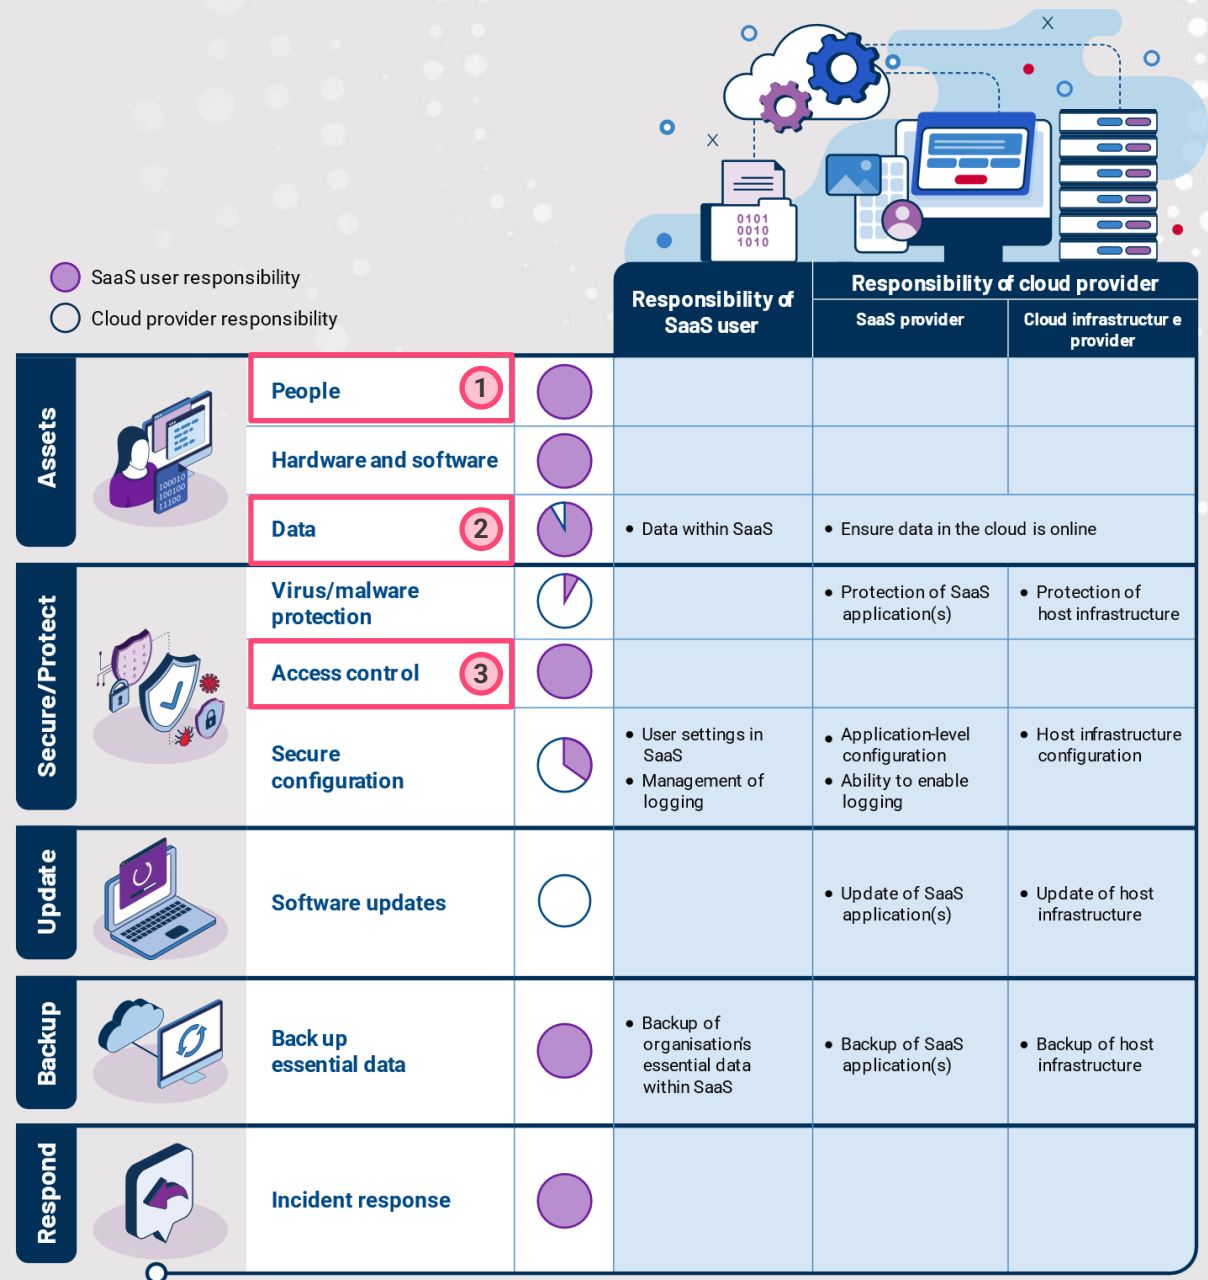 X
X
0101
0010
1010
SaaS user responsibility
Cloud provider responsibility
Responsibility of
SaaS user
Responsibility of cloud provider
SaaS provider
Cloud infrastructur e
provider
Assets
100010
100100
11100
People
1
Hardware and software
Data
2
• Data within SaaS
• Ensure data in the cloud is online
Secure/Protect
Virus/malware
protection
• Protection of SaaS
application(s)
• Protection of
host infrastructure
Access control
3
Secure
configuration
• User settings in
SaaS
• Management of
logging
• Application-level
configuration
• Ability to enable
logging
• Host infrastructure
configuration
Update
Software updates
• Update of SaaS
application(s)
• Update of host
infrastructure
Backup
Back up
essential data
• Backup of
organisation's
essential data
within SaaS
• Backup of SaaS
application(s)
• Backup of host
infrastructure
Respond
Incident response